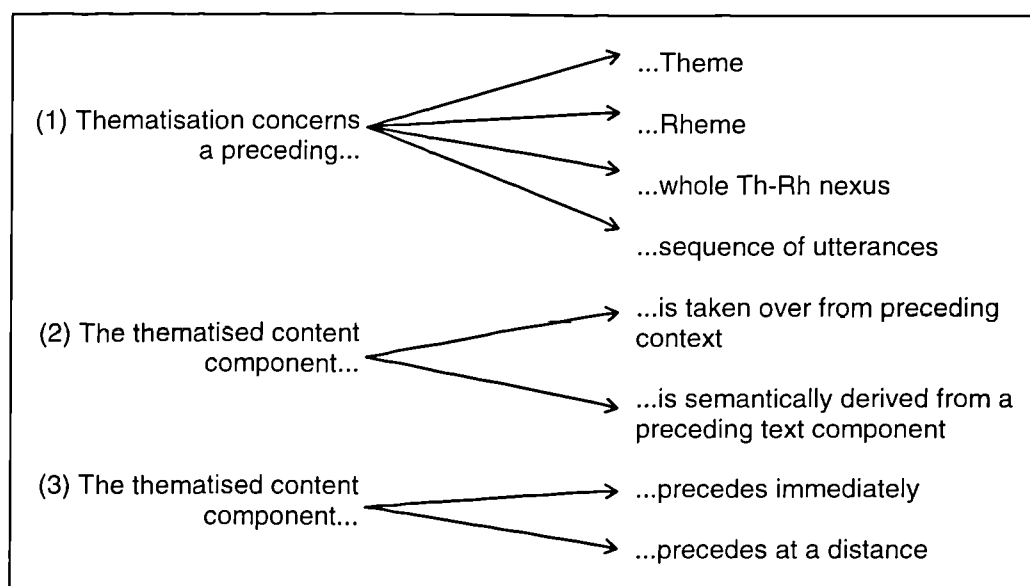 (1) Thematisation concerns
a preceding...
...Theme
...Rheme
...whole Th-Rh nexus
...sequence of utterances
(2) The thematised content
component...
...is taken over from preceding
context
...is semantically derived from a
preceding text component
(3) The thematised content
component...
...precedes immediately
...precedes at a distance